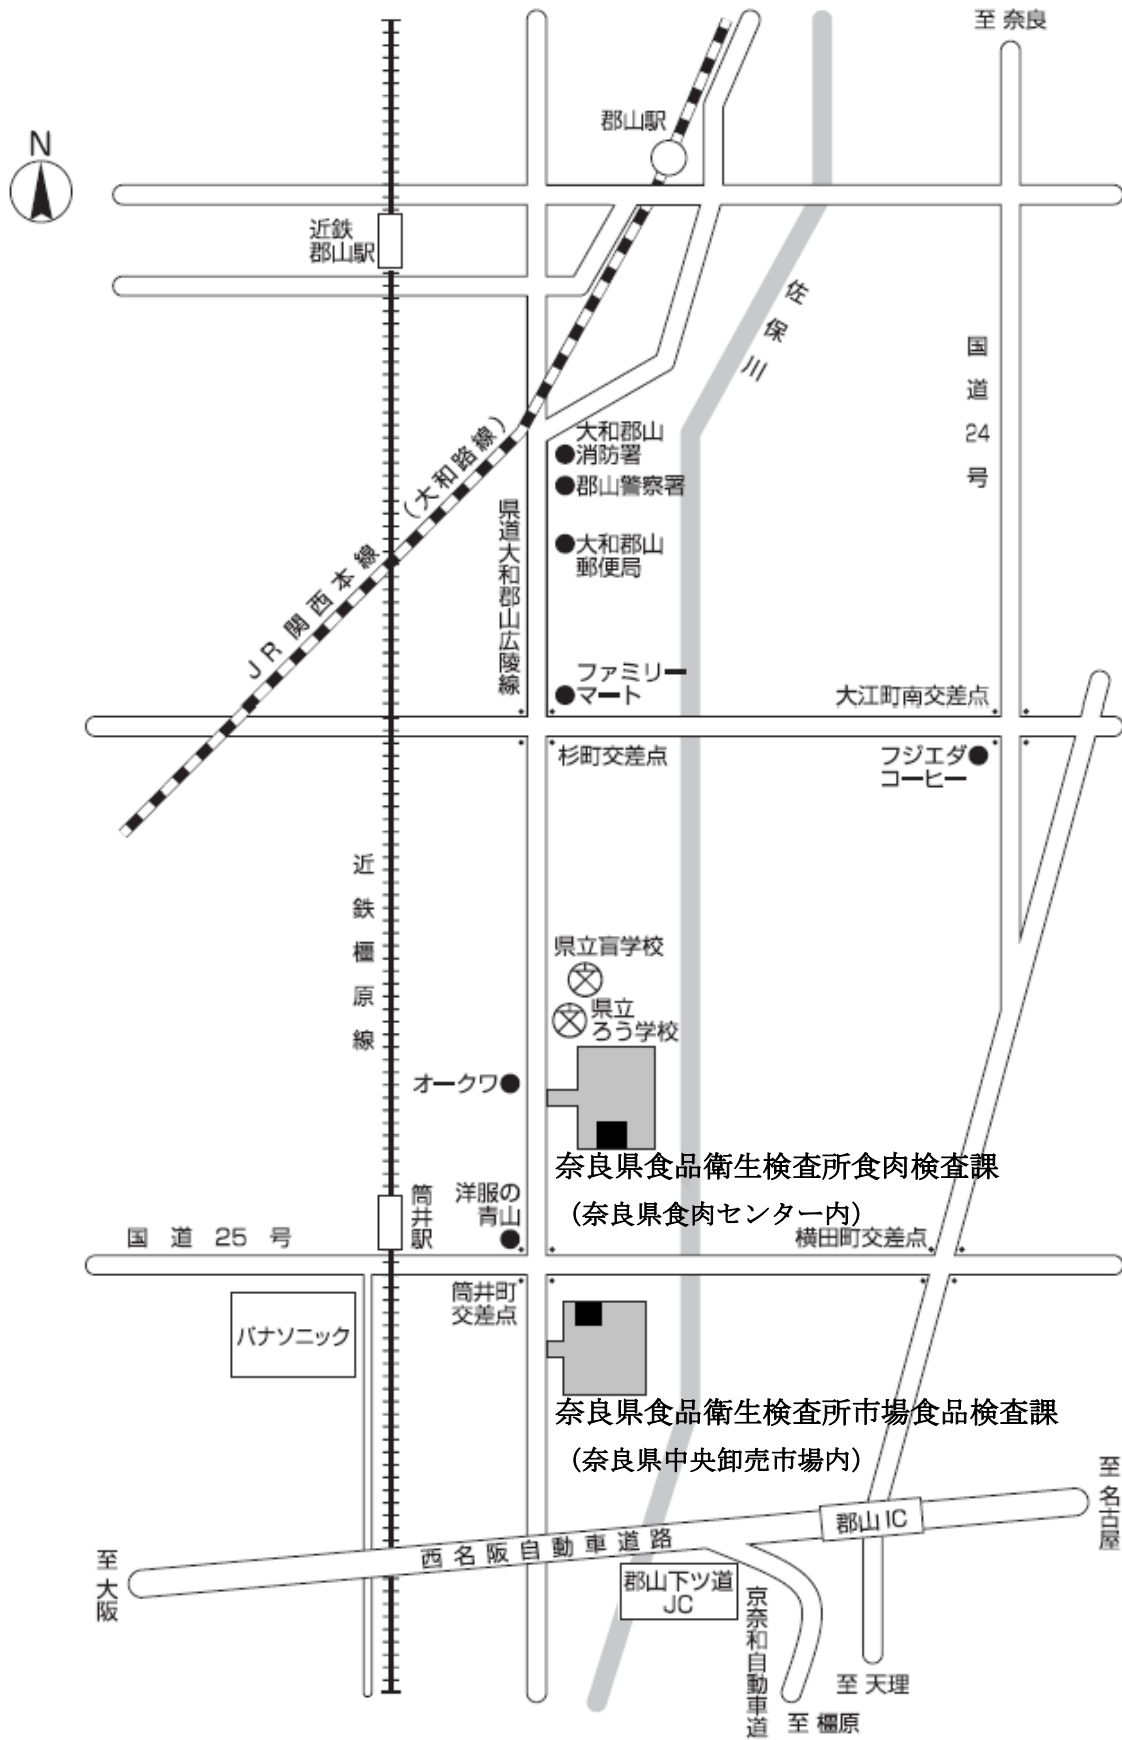 至 奈良
郡山駅
N
近鉄
郡山駅
佐保川
国道24号
大和郡山
消防署
郡山警察署
(大和路線)
県道大和郡山広陵線
大和郡山
郵便局
JR関西本線
ファミリー
マート
大江町南交差点
杉町交差点
フジエダ
コーヒー
近鉄橿原線
県立盲学校
県立
ろう学校
オークワ
奈良県食品衛生検査所食肉検査課
(奈良県食肉センター内)
筒井駅
洋服の
青山
国道25号
横田町交差点
筒井町
交差点
パナソニック
奈良県食品衛生検査所市場食品検査課
(奈良県中央卸売市場内)
至名古屋
郡山IC
西名阪自動車道路
至大阪
郡山下ツ道
JC
京奈和自動車道
至 天理
至 橿原